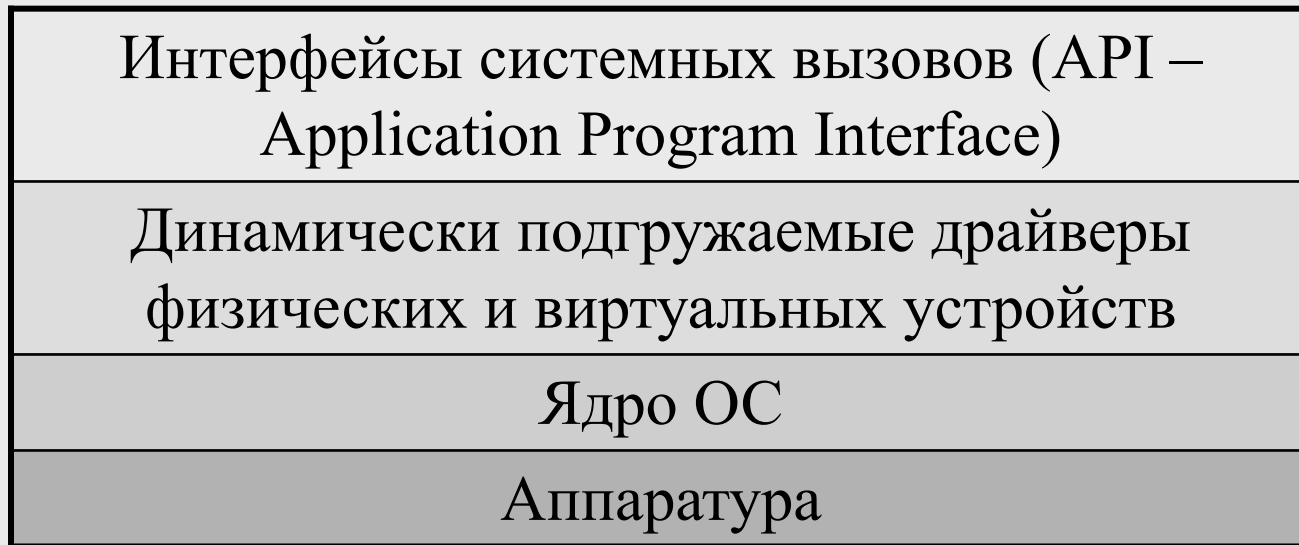 Интерфейсы системных вызовов (API –
Application Program Interface)
Динамически подгружаемые драйверы
физических и виртуальных устройств
Ядро ОС
Аппаратура